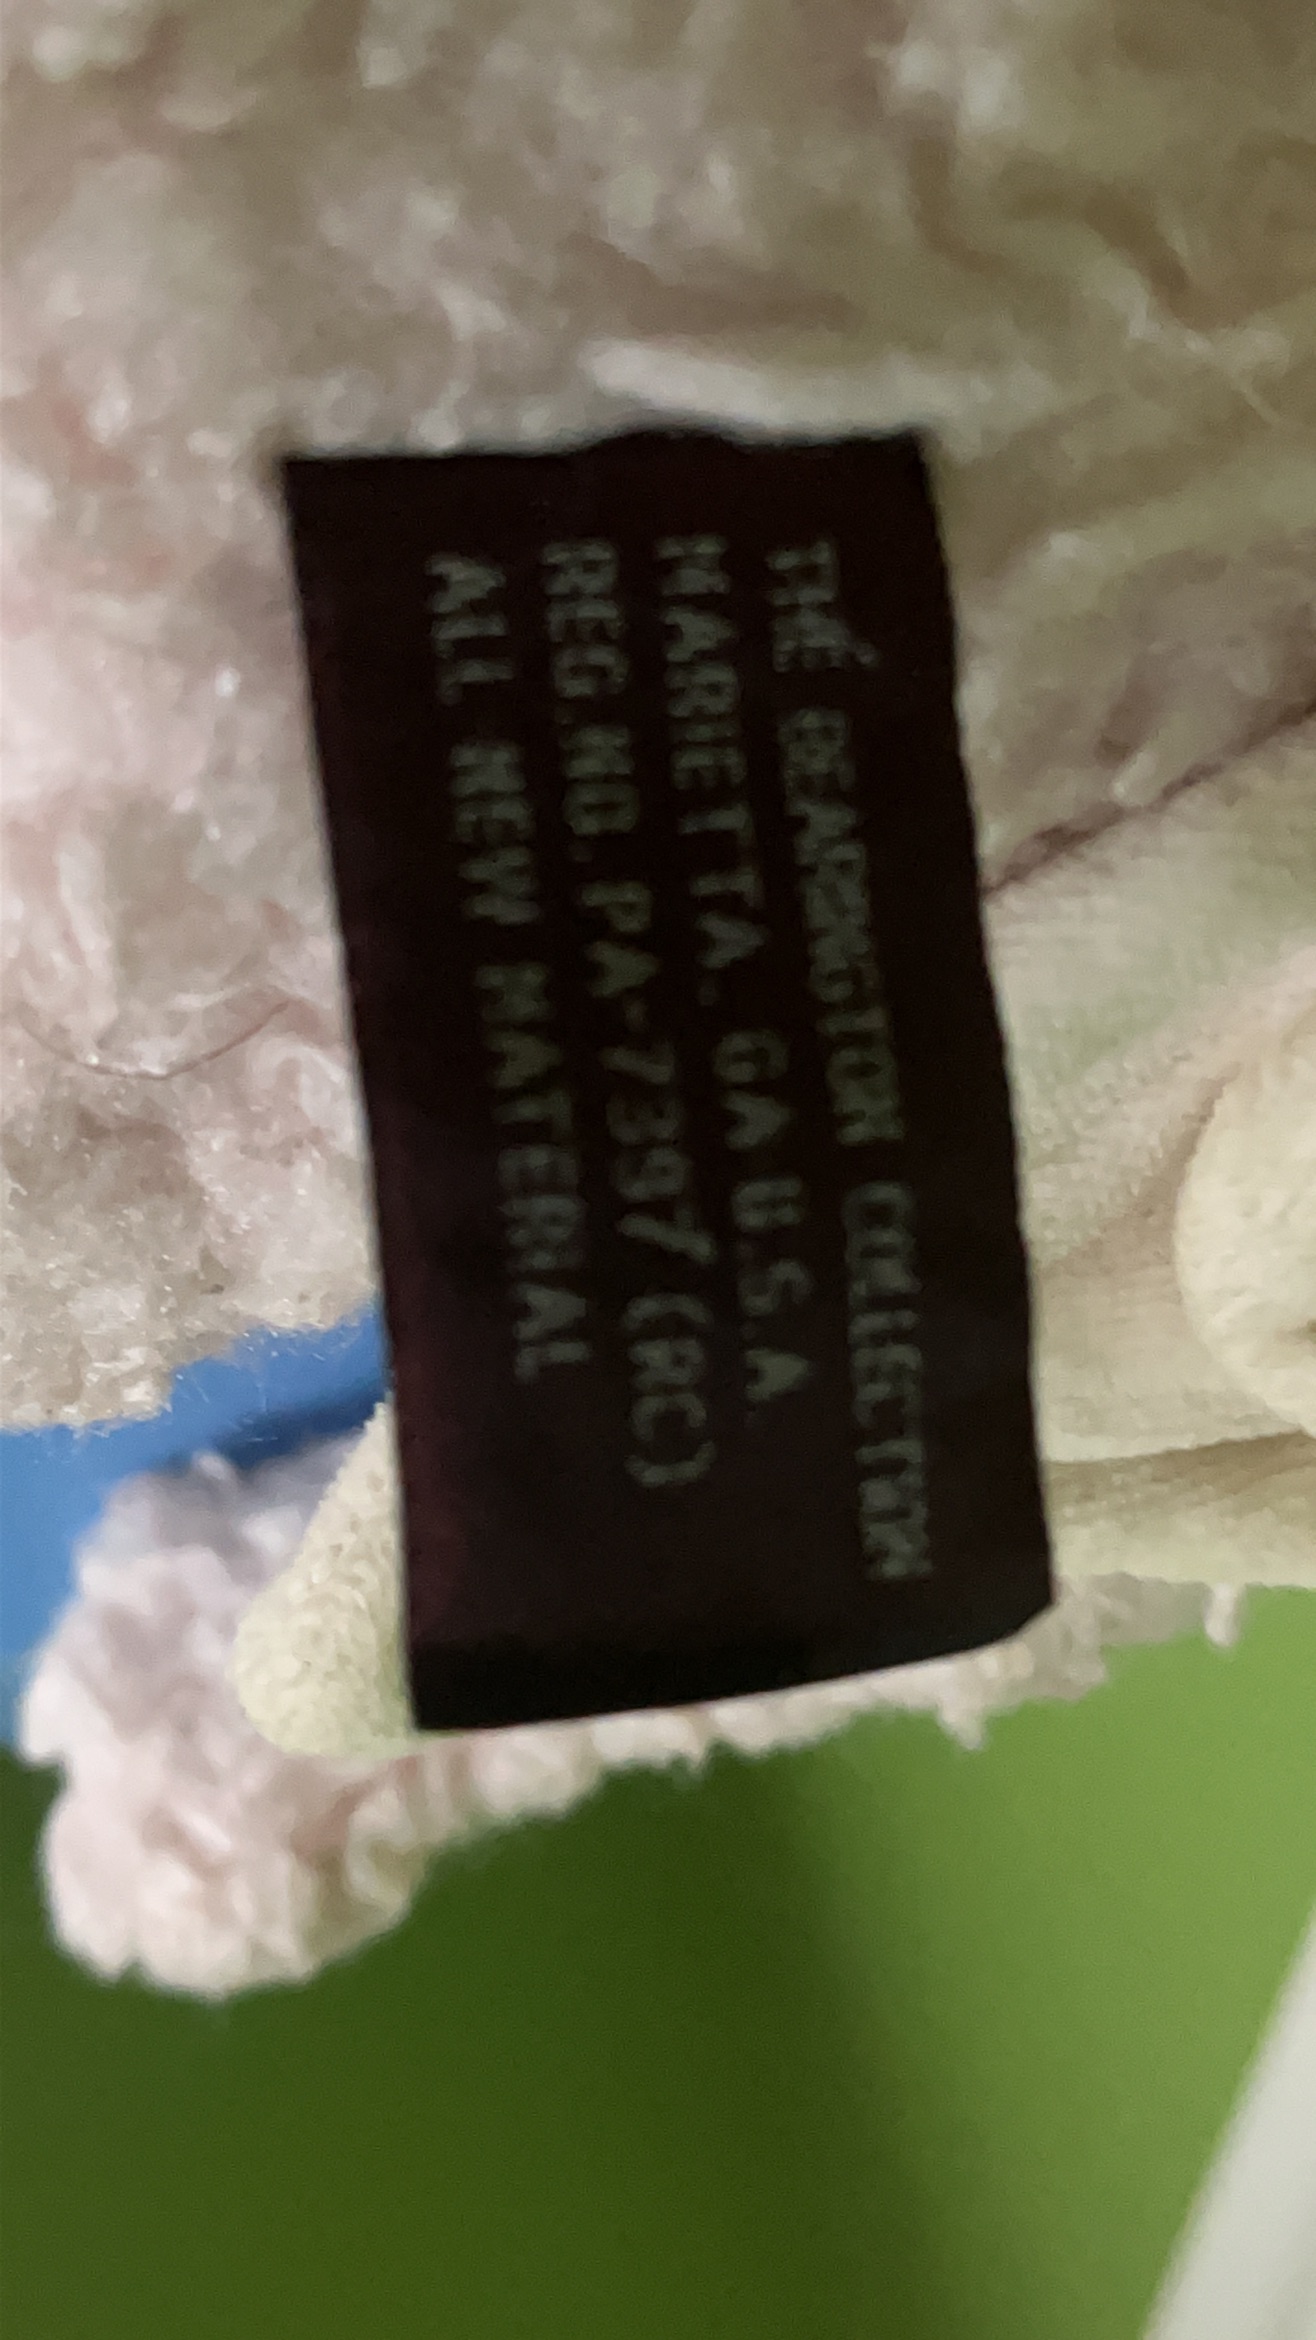 THE BEARINGTON COLLECTION
MARIETTA. GA U.S.A
REG.NO. PA-7397(RC)
ALL NEW MATERIAL